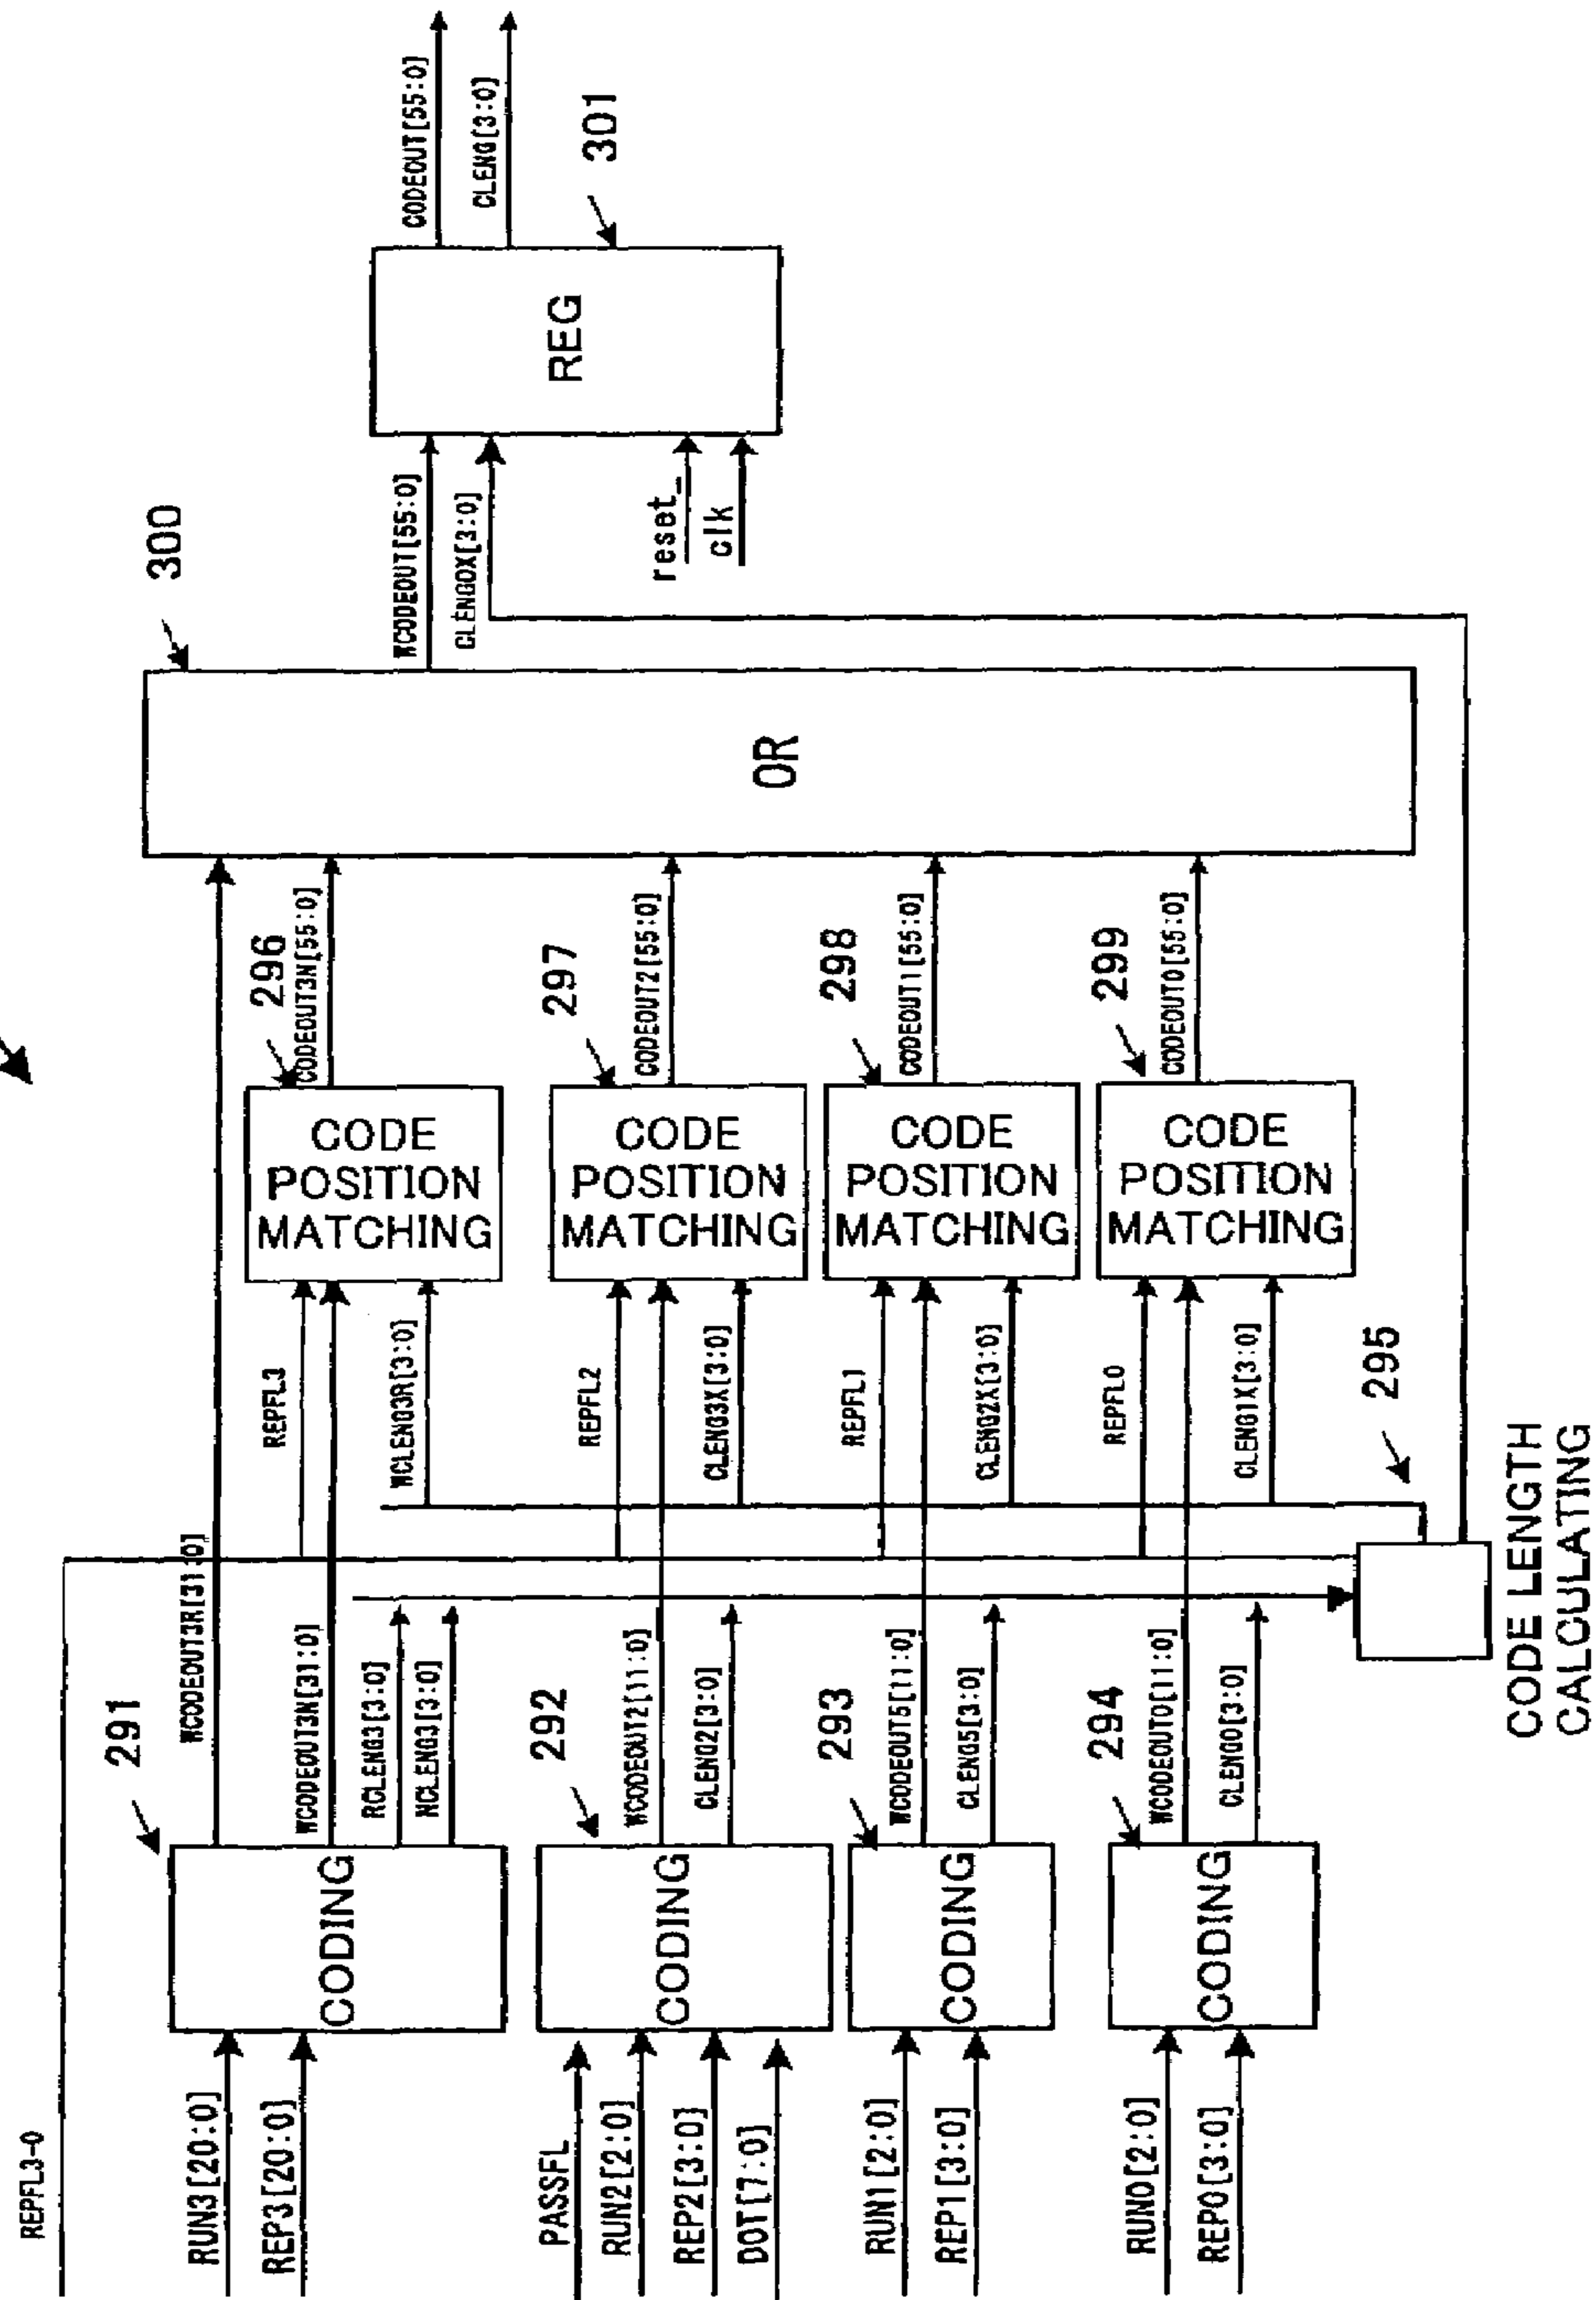 REPFL3-0
RUN3[20:0]
REP3[20:0]
PASSFL
RUN2[2:0]
REP2[3:0]
DOT[7:0]
RUN1[2:0]
REP1[3:0]
RUN0[2:0]
REP0[3:0]
291
CODING
292
CODING
293
CODING
294
CODING
WCODEOUT3R[31:0]
WCODEOUT3N[31:0]
RCLENG3[3:0]
NCLENG3[3:0]
WCODEOUT2[11:0]
CLENG2[3:0]
WCODEOUT5[11:0]
CLENG5[3:0]
WCODEOUT0[11:0]
CLENG0[3:0]
295
CODE LENGTH
CALCULATING
REPFL3
WCLENG3R[3:0]
REPFL2
CLENG3X[3:0]
REPFL1
CLENG2X[3:0]
REPFL0
CLENG1X[3:0]
296
CODE
POSITION
MATCHING
297
CODE
POSITION
MATCHING
298
CODE
POSITION
MATCHING
299
CODE
POSITION
MATCHING
CODEOUT3N[55:0]
CODEOUT2[55:0]
CODEOUT1[55:0]
CODEOUT0[55:0]
300
OR
WCODEOUT[55:0]
CLENG0X[3:0]
reset_
clk
301
REG
CODEOUT[55:0]
CLENG[3:0]